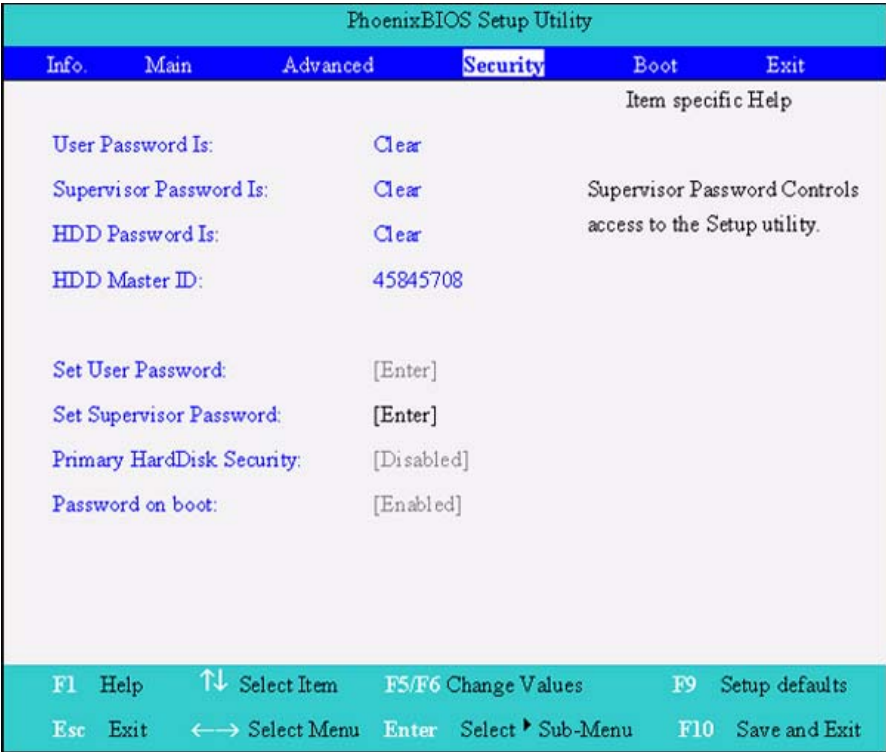 PhoenixBIOS Setup Utility
Info. Main Advanced Security Boot Exit
Item specific Help
User Password Is: Clear
Supervisor Password Is: Clear
HDD Password Is: Clear
HDD Master ID: 45845708
Supervisor Password Controls
access to the Setup utility.
Set User Password: [Enter]
Set Supervisor Password: [Enter]
Primary HardDisk Security: [Disabled]
Password on boot: [Enabled]
F1 Help ↑↓ Select Item F5/F6 Change Values F9 Setup defaults
Esc Exit ←→ Select Menu Enter Select ▸ Sub-Menu F10 Save and Exit